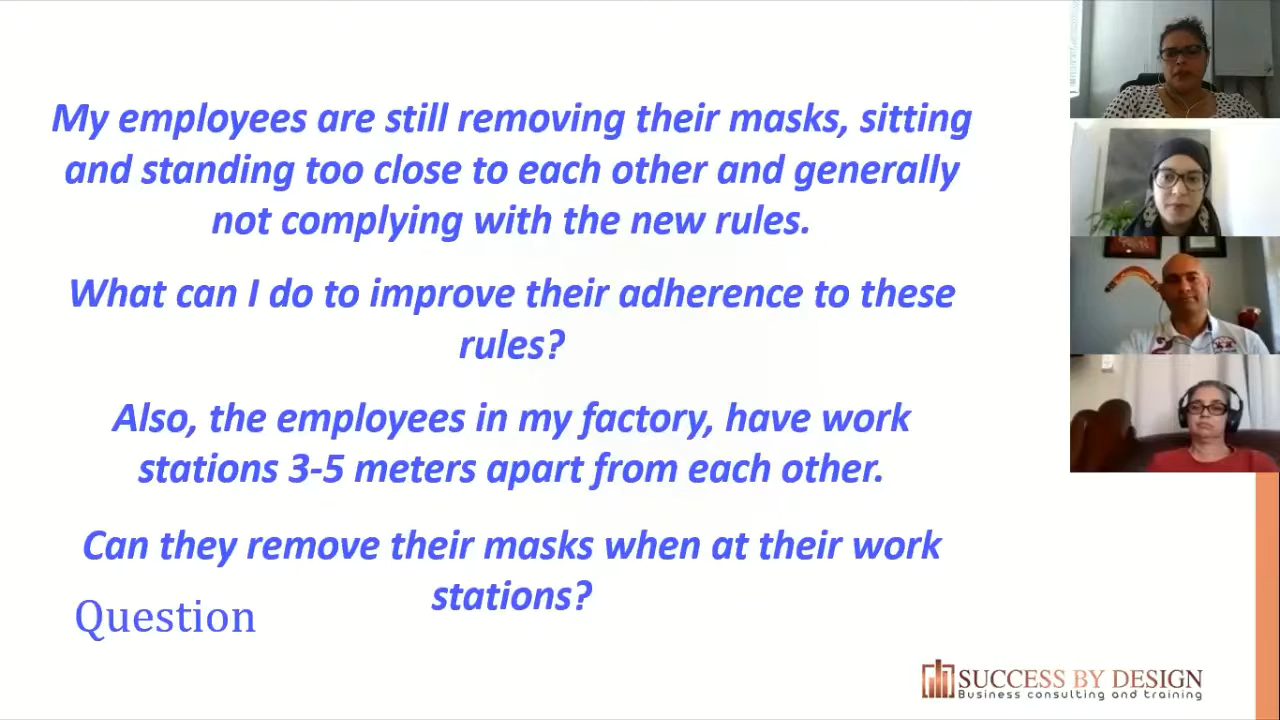 My employees are still removing their masks, sitting
and standing too close to each other and generally
not complying with the new rules.
What can I do to improve their adherence to these
rules?
Also, the employees in my factory, have work
stations 3-5 meters apart from each other.
Can they remove their masks when at their work
stations?
Question
SUCCESS BY DESIGN
Business consulting and training